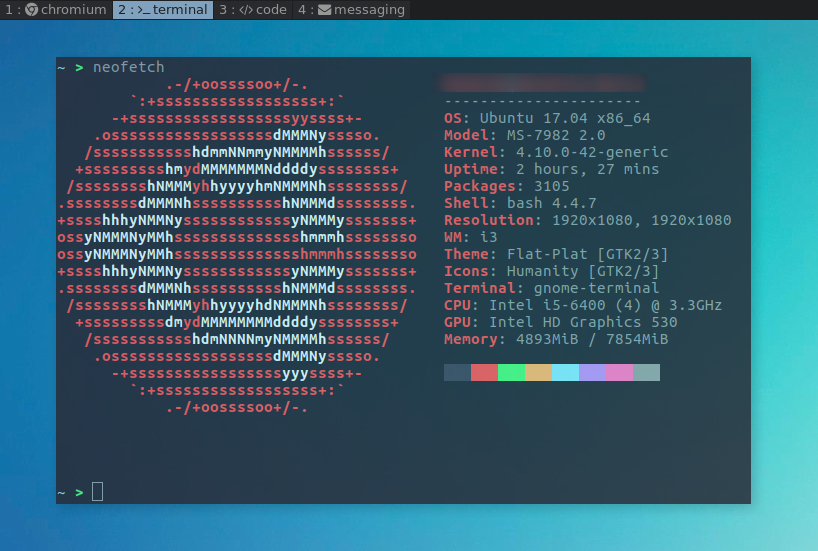 1 : chromium 2 : >_ terminal 3 : </> code 4 : messaging
~ > neofetch
.-/+oossssoo+/-.
`:+ssssssssssssssssss+:` ----------------------
-+ssssssssssssssssssyyssss+- OS: Ubuntu 17.04 x86_64
.ossssssssssssssssssdMMMNysssso. Model: MS-7982 2.0
/ssssssssssshdmmNNmmyNMMMMhssssss/ Kernel: 4.10.0-42-generic
+ssssssssshmydMMMMMMMNddddyssssssss+ Uptime: 2 hours, 27 mins
/sssssssshNMMMyhhyyyyhmNMMMNhssssssss/ Packages: 3105
.ssssssssdMMMNhsssssssssshNMMMdssssssss. Shell: bash 4.4.7
+sssshhhyNMMNyssssssssssssyNMMMysssssss+ Resolution: 1920x1080, 1920x1080
ossyNMMMNyMMhsssssssssssssshmmmhssssssso WM: i3
ossyNMMMNyMMhsssssssssssssshmmmhssssssso Theme: Flat-Plat [GTK2/3]
+sssshhhyNMMNyssssssssssssyNMMMysssssss+ Icons: Humanity [GTK2/3]
.ssssssssdMMMNhsssssssssshNMMMdssssssss. Terminal: gnome-terminal
/sssssssshNMMMyhhyyyyhdNMMMNhssssssss/ CPU: Intel i5-6400 (4) @ 3.3GHz
+sssssssssdmydMMMMMMMMddddyssssssss+ GPU: Intel HD Graphics 530
/ssssssssssshdmNNNNmyNMMMMhssssss/ Memory: 4893MiB / 7854MiB
.ossssssssssssssssssdMMMNysssso.
-+sssssssssssssssssyyyssss+-
`:+ssssssssssssssssss+:`
.-/+oossssoo+/-.
~ >